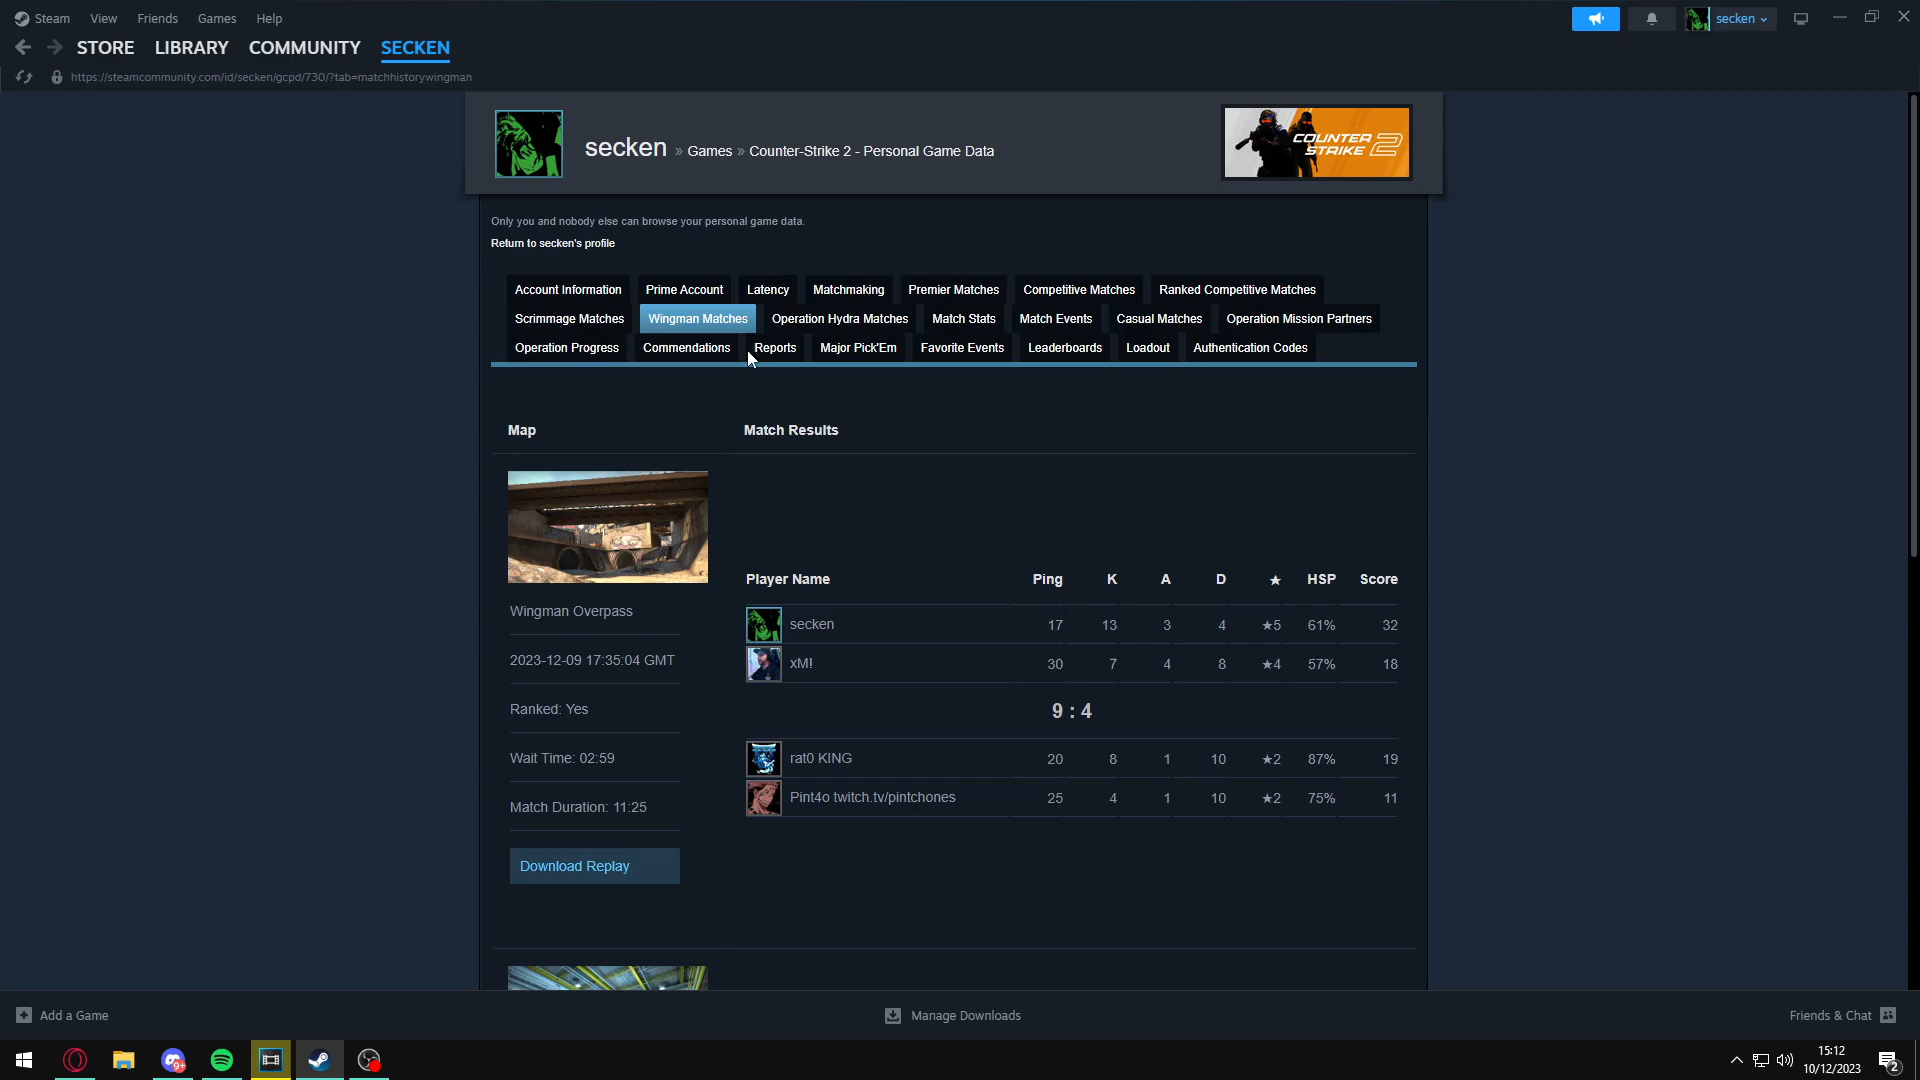 Steam View Friends Games Help
secken
STORE LIBRARY COMMUNITY SECKEN
https://steamcommunity.com/id/secken/gcpd/730/?tab=matchhistorywingman
secken » Games » Counter-Strike 2 - Personal Game Data
COUNTER
STRIKE 2
Only you and nobody else can browse your personal game data.
Return to secken's profile
Account Information Prime Account Latency Matchmaking Premier Matches Competitive Matches Ranked Competitive Matches
Scrimmage Matches Wingman Matches Operation Hydra Matches Match Stats Match Events Casual Matches Operation Mission Partners
Operation Progress Commendations Reports Major Pick'Em Favorite Events Leaderboards Loadout Authentication Codes
Map Match Results
Player Name Ping K A D ★ HSP Score
Wingman Overpass
secken 17 13 3 4 ★5 61% 32
2023-12-09 17:35:04 GMT
xM! 30 7 4 8 ★4 57% 18
Ranked: Yes
9 : 4
Wait Time: 02:59
rat0 KING 20 8 1 10 ★2 87% 19
Match Duration: 11:25
Pint4o twitch.tv/pintchones 25 4 1 10 ★2 75% 11
Download Replay
Add a Game Manage Downloads Friends & Chat
9+
15:12
10/12/2023
2